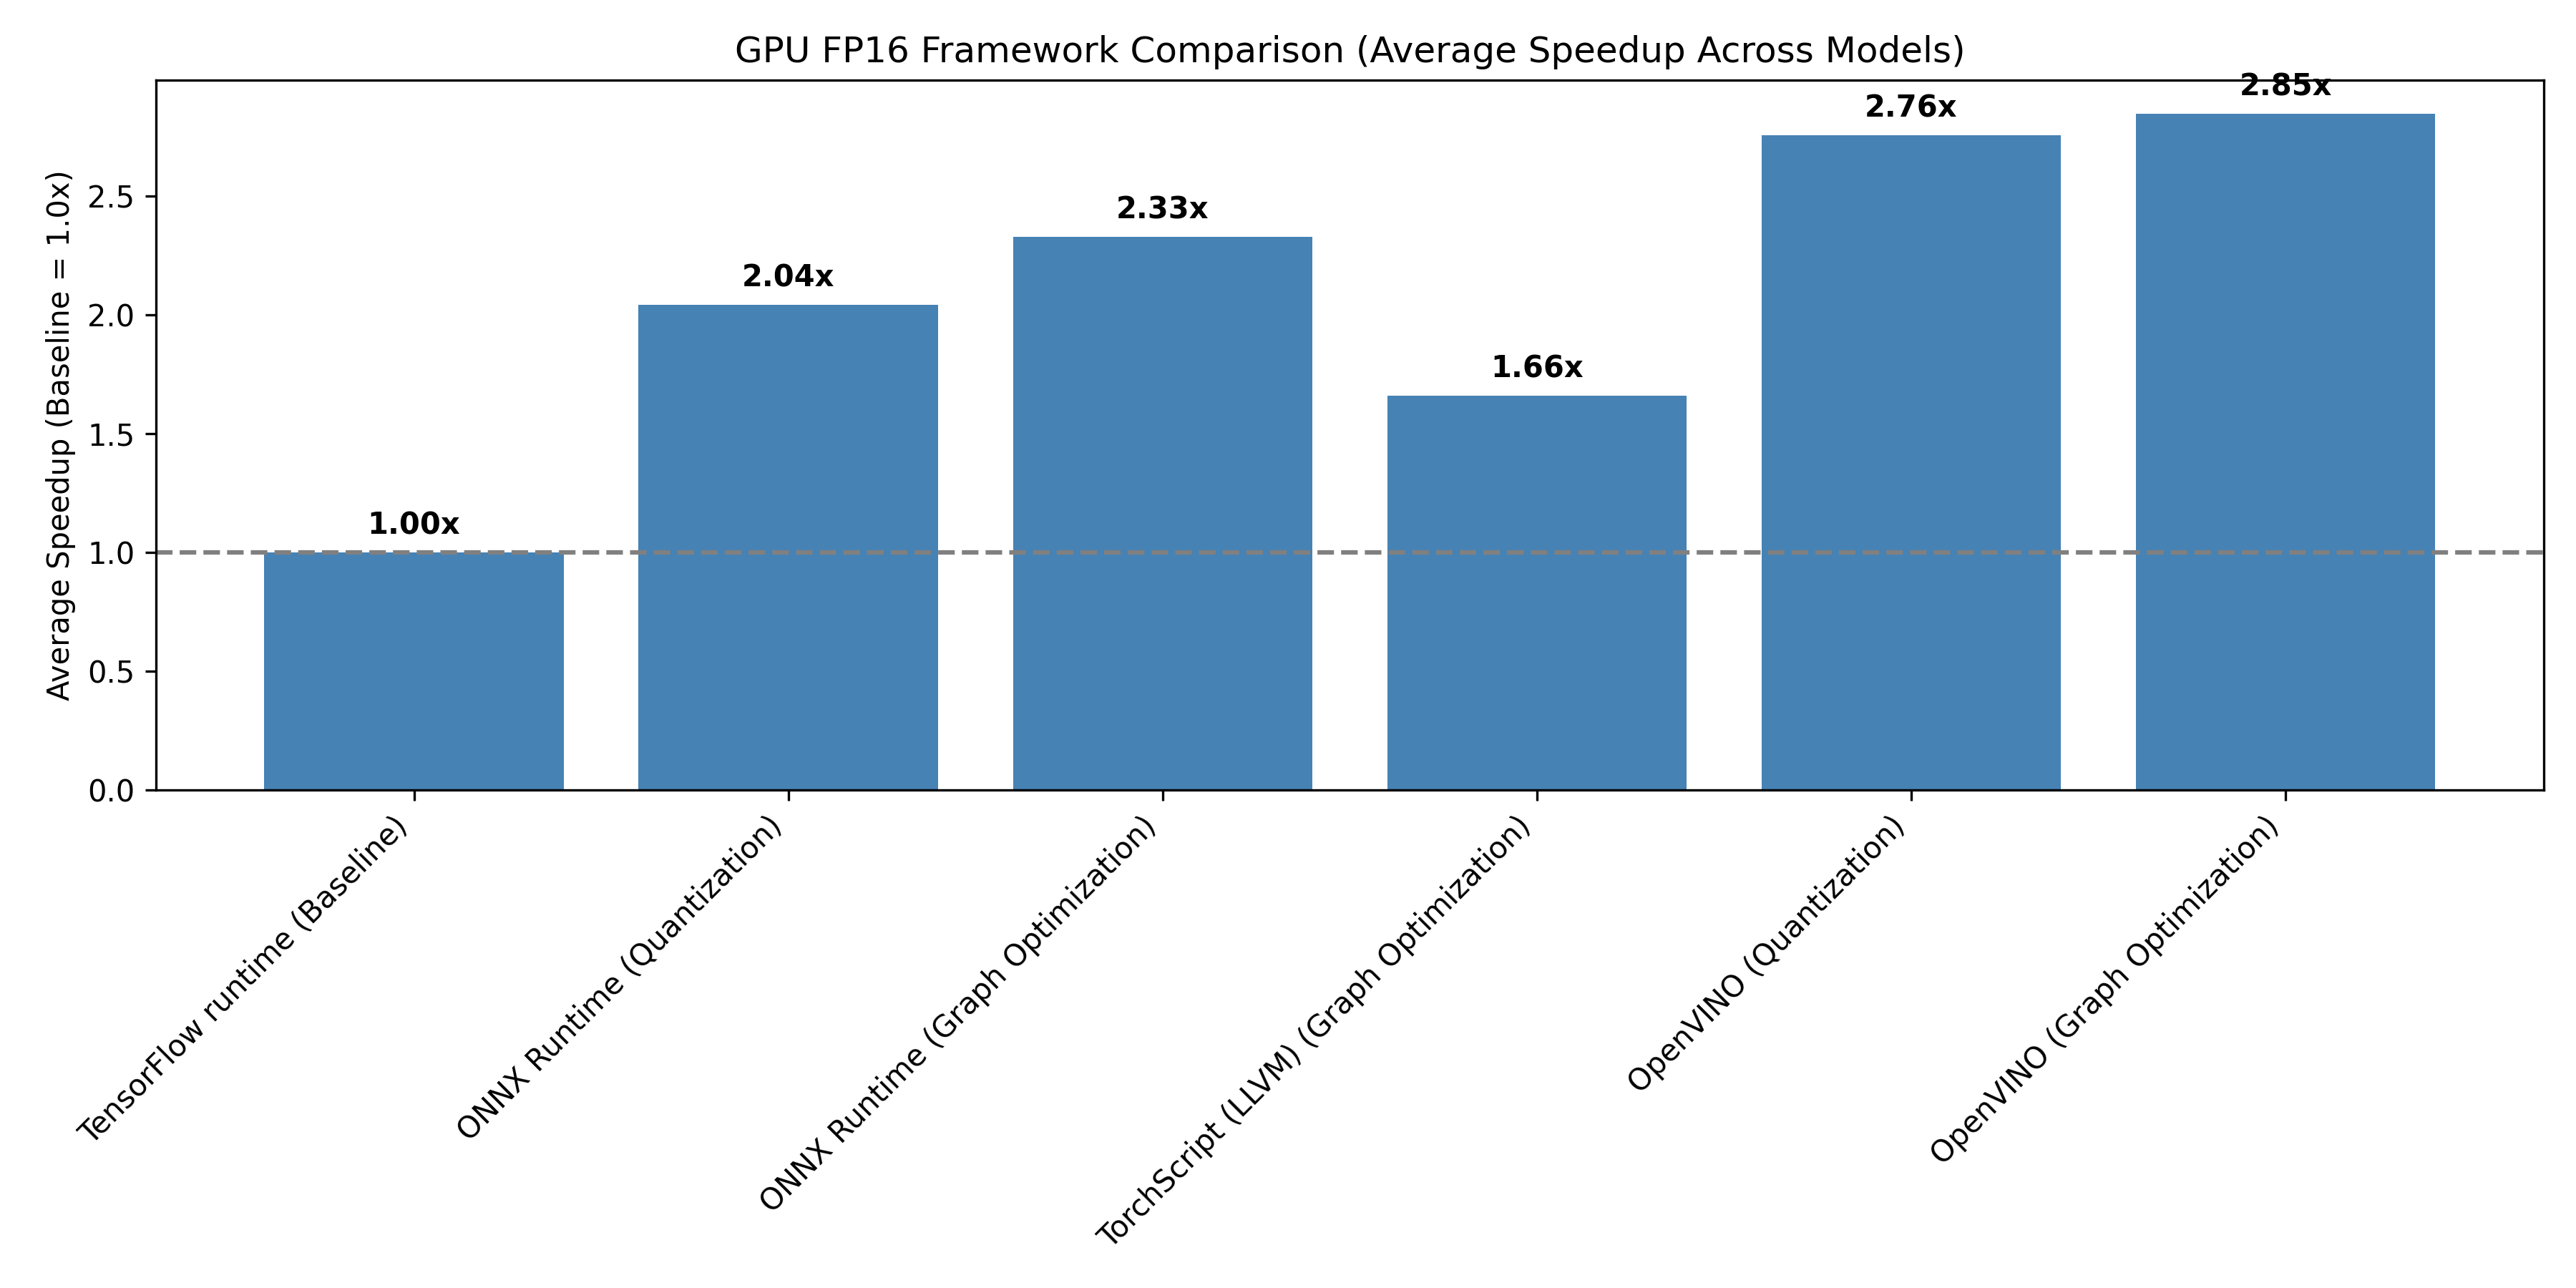 GPU FP16 Framework Comparison (Average Speedup Across Models)
Average Speedup (Baseline = 1.0x)
2.5
2.0
1.5
1.0
0.5
0.0
1.00x
2.04x
2.33x
1.66x
2.76x
2.85x
TensorFlow runtime (Baseline)
ONNX Runtime (Quantization)
ONNX Runtime (Graph Optimization)
TorchScript (LLVM) (Graph Optimization)
OpenVINO (Quantization)
OpenVINO (Graph Optimization)